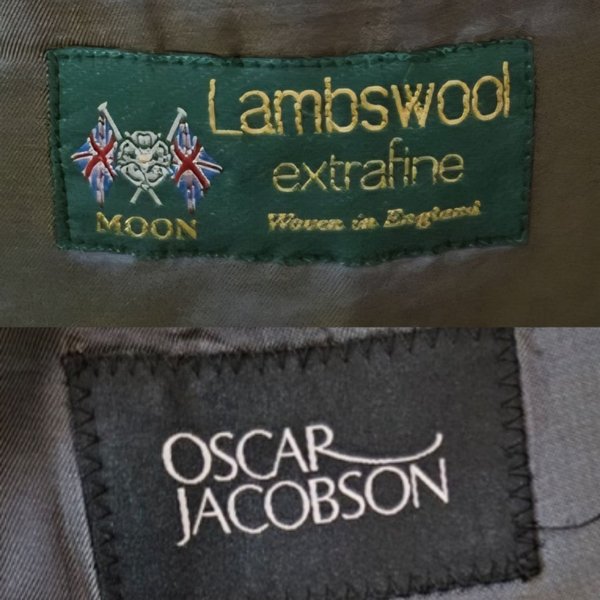 Lambswool
extrafine
Woven in England
MOON
OSCAR
JACOBSON